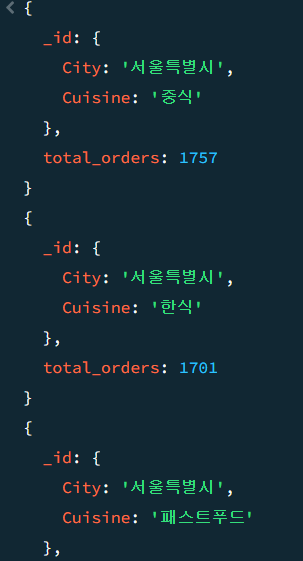 {
_id: {
City: '서울특별시',
Cuisine: '중식'
},
total_orders: 1757
}
{
_id: {
City: '서울특별시',
Cuisine: '한식'
},
total_orders: 1701
}
{
_id: {
City: '서울특별시',
Cuisine: '패스트푸드'
},